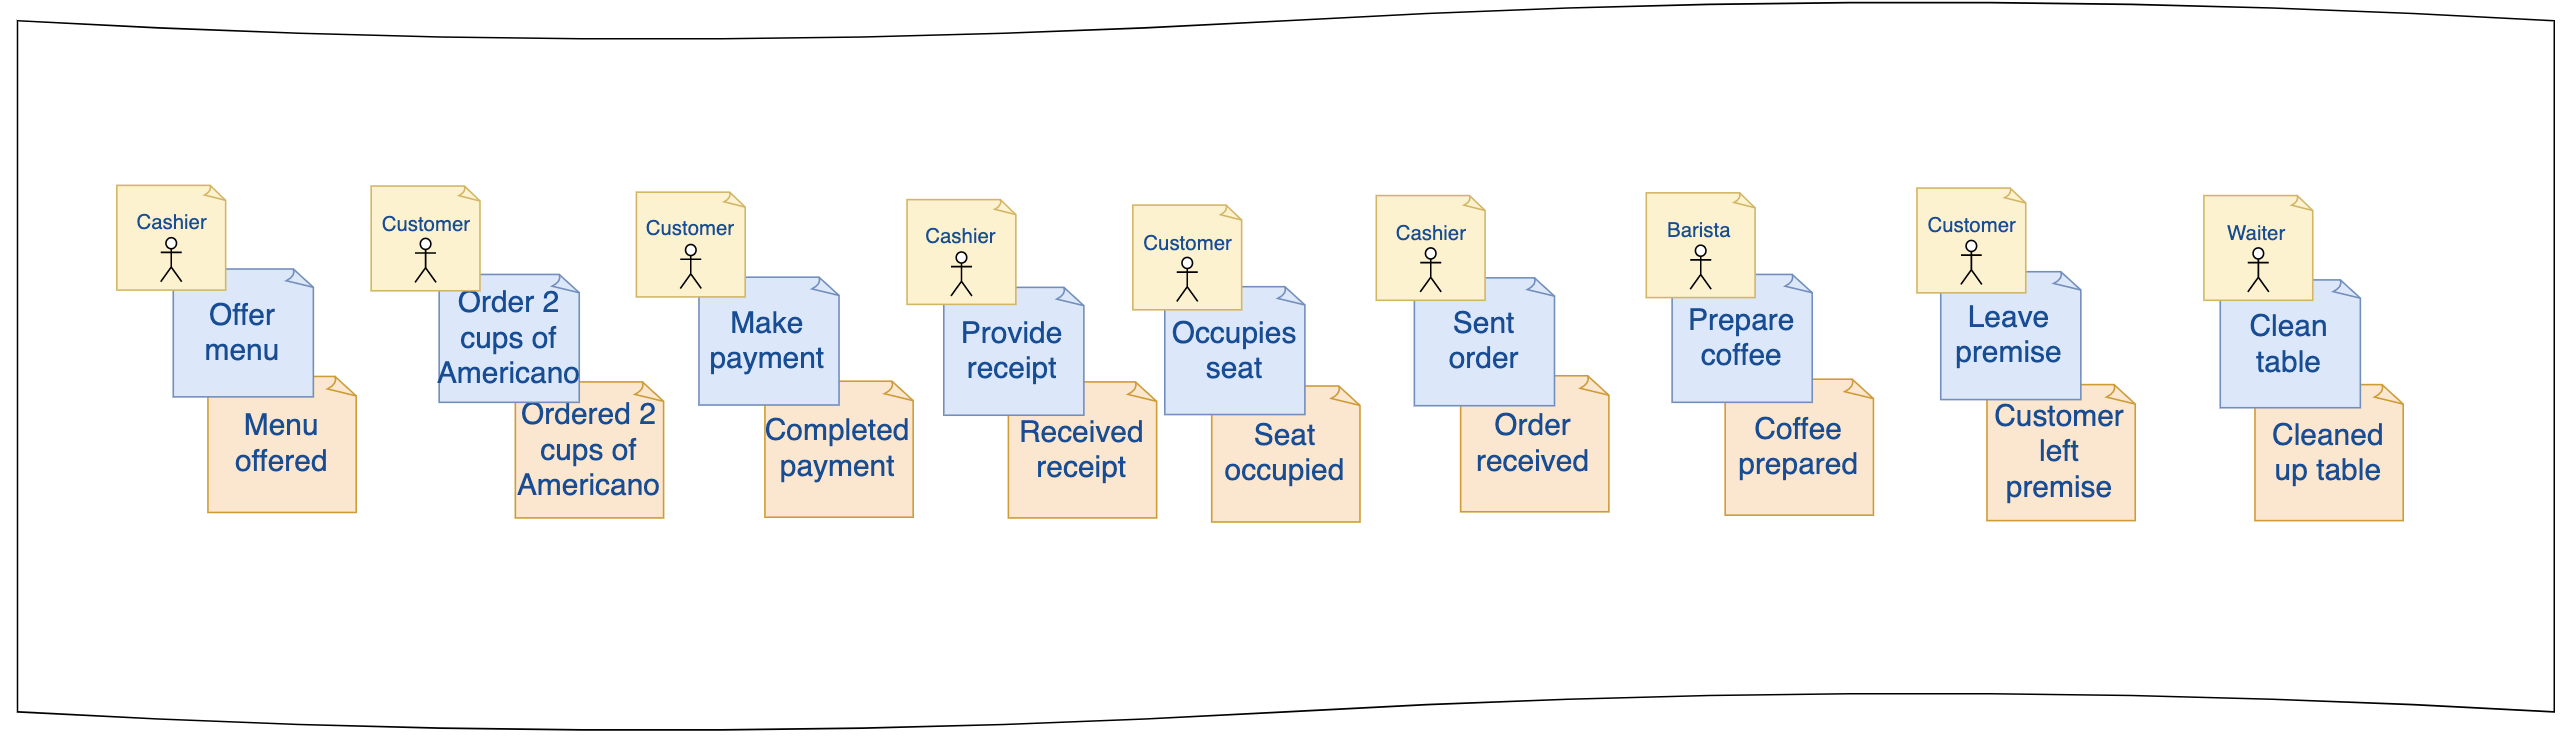 Cashier
Offer
menu
Menu
offered
Customer
Order 2
cups of
Americano
Ordered 2
cups of
Americano
Customer
Make
payment
Completed
payment
Cashier
Provide
receipt
Received
receipt
Customer
Occupies
seat
Seat
occupied
Cashier
Sent
order
Order
received
Barista
Prepare
coffee
Coffee
prepared
Customer
Leave
premise
Customer
left
premise
Waiter
Clean
table
Cleaned
up table